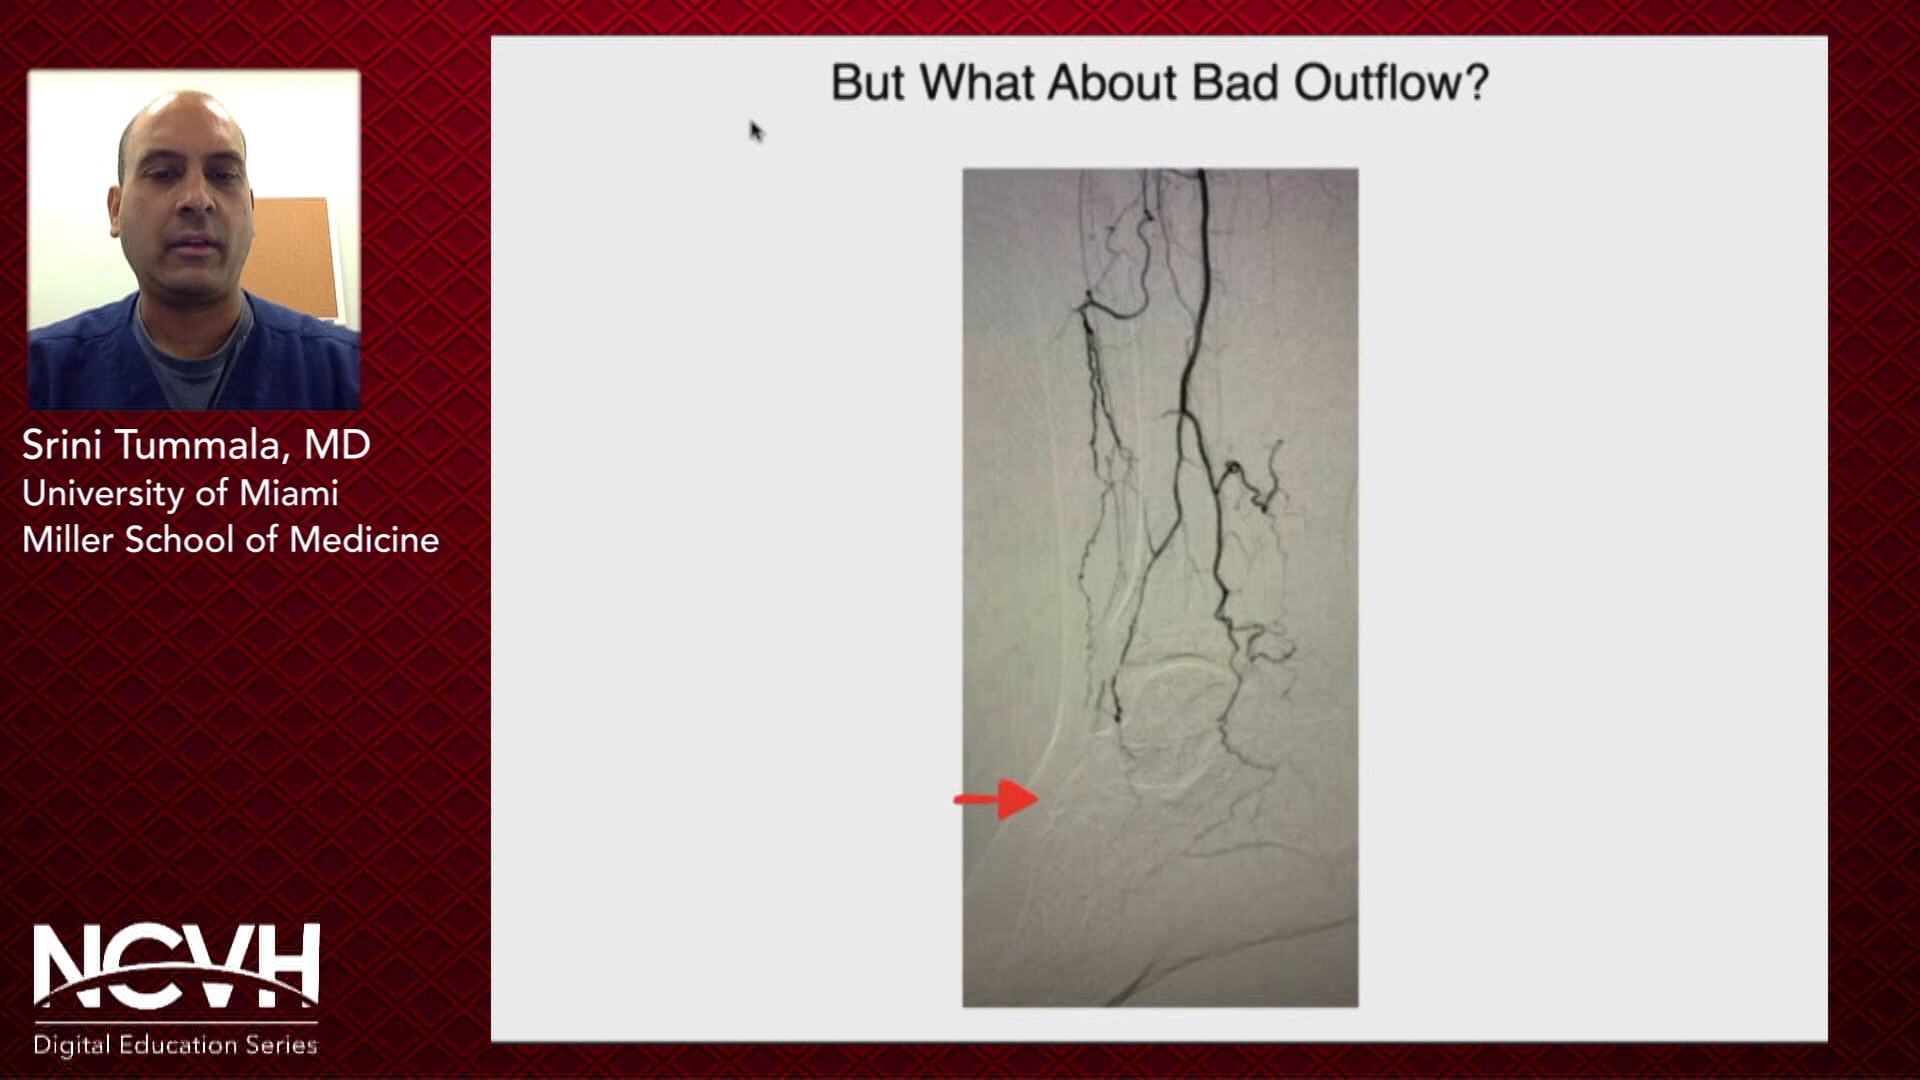 But What About Bad Outflow?
Srini Tummala, MD
University of Miami
Miller School of Medicine
NCVH
Digital Education Series